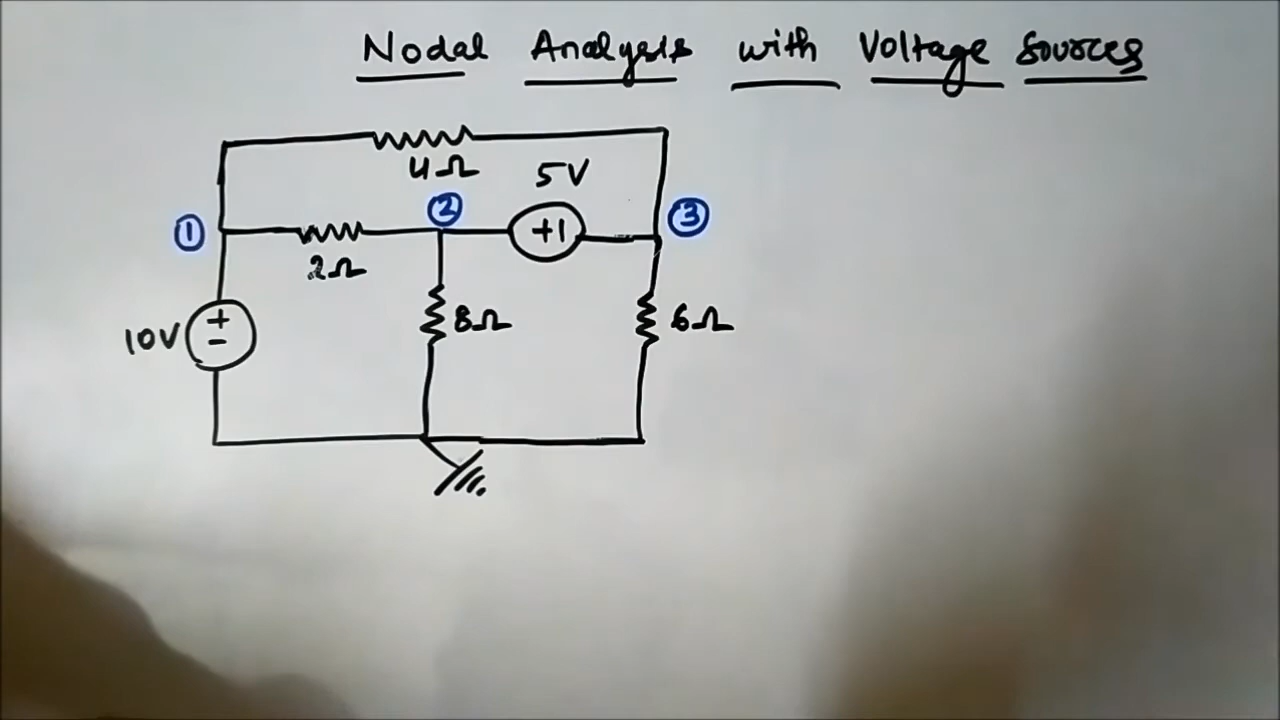 Nodal Analysis with Voltage Sources
4Ω
5V
① ② ③
+ı
2Ω
10V + -
8Ω
6Ω